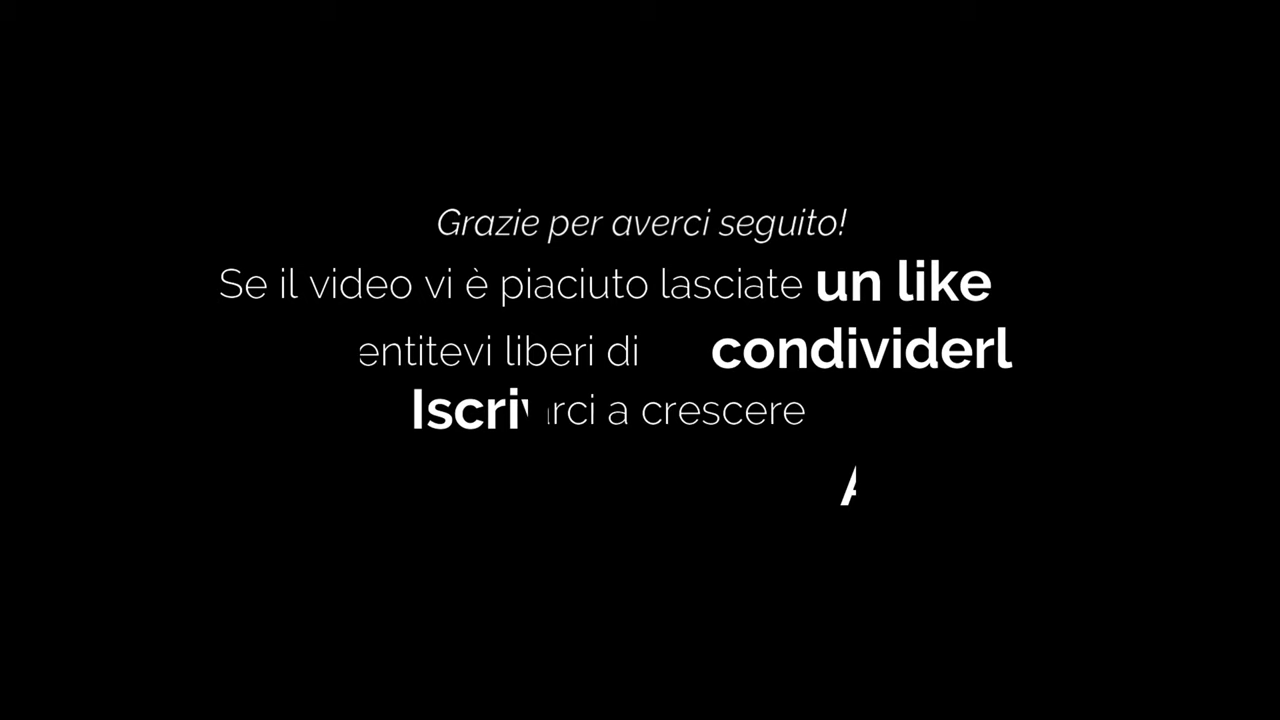 Grazie per averci seguito!
Se il video vi è piaciuto lasciate un like
entitevi liberi di condividerl
Iscri rci a crescere
A